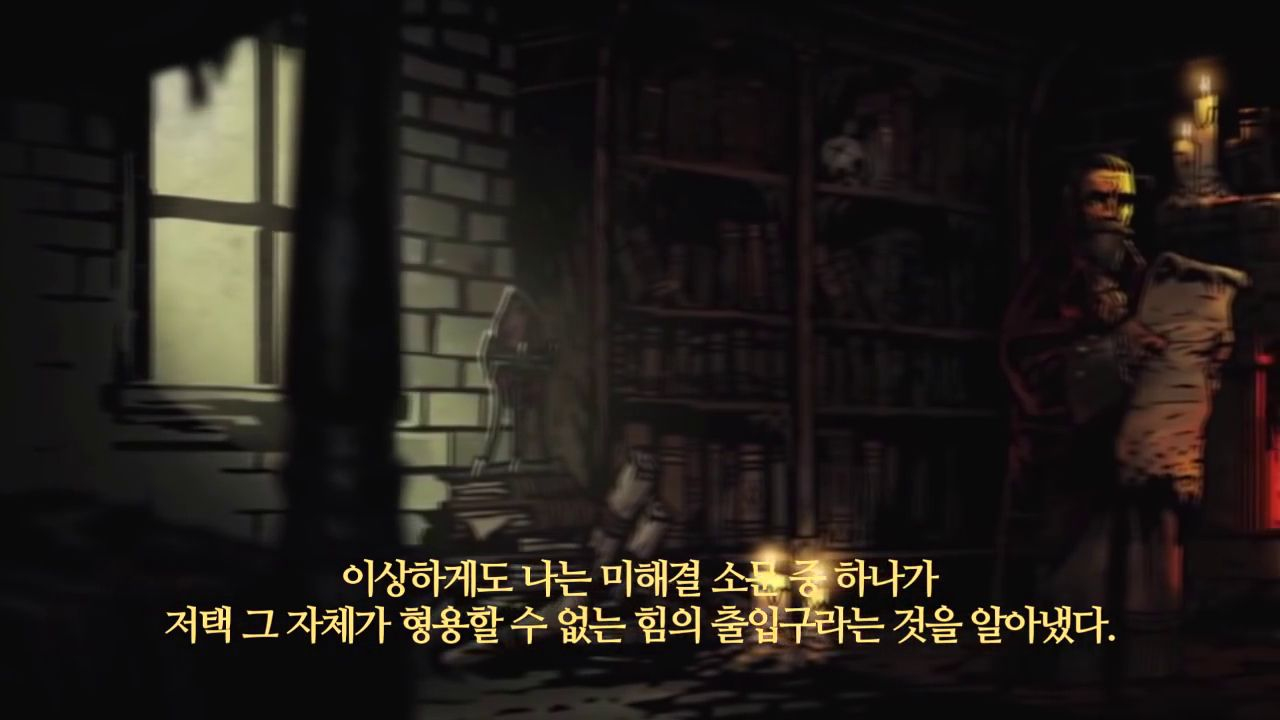 이상하게도 나는 미해결 소문 중 하나가
저택 그 자체가 형용할 수 없는 힘의 출입구라는 것을 알아냈다.